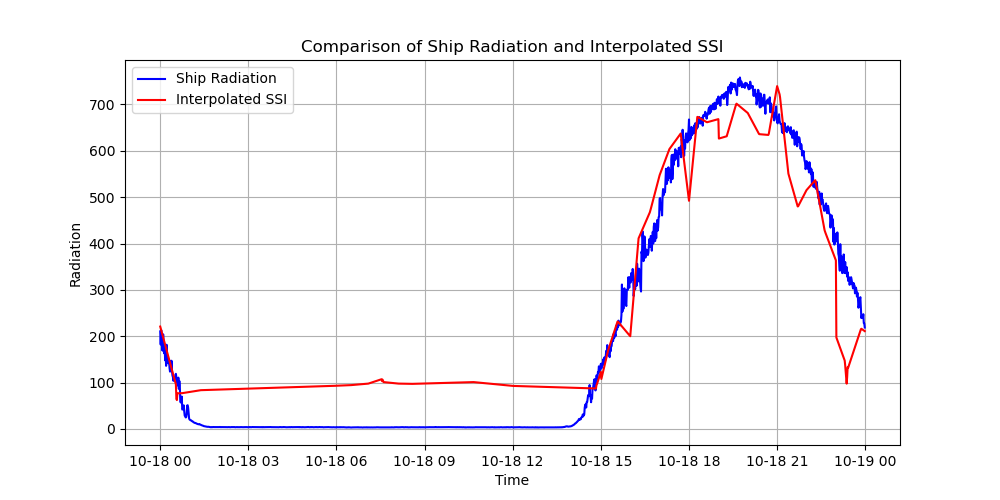 Comparison of Ship Radiation and Interpolated SSI
Ship Radiation
Interpolated SSI
Radiation
700
600
500
400
300
200
100
0
10-18 00 10-18 03 10-18 06 10-18 09 10-18 12 10-18 15 10-18 18 10-18 21 10-19 00
Time